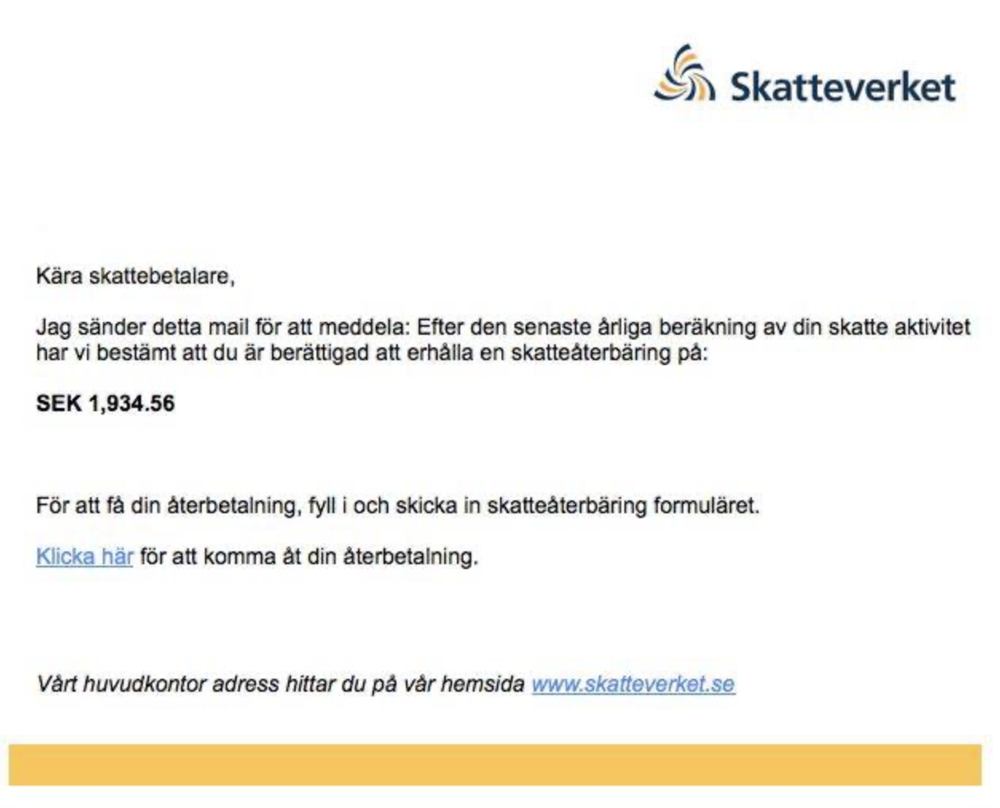 Skatteverket
Kära skattebetalare,
Jag sänder detta mail för att meddela: Efter den senaste årliga beräkning av din skatte aktivitet
har vi bestämt att du är berättigad att erhålla en skatteåterbäring på:
SEK 1,934.56
För att få din återbetalning, fyll i och skicka in skatteåterbäring formuläret.
Klicka här för att komma åt din återbetalning.
Vårt huvudkontor adress hittar du på vår hemsida www.skatteverket.se